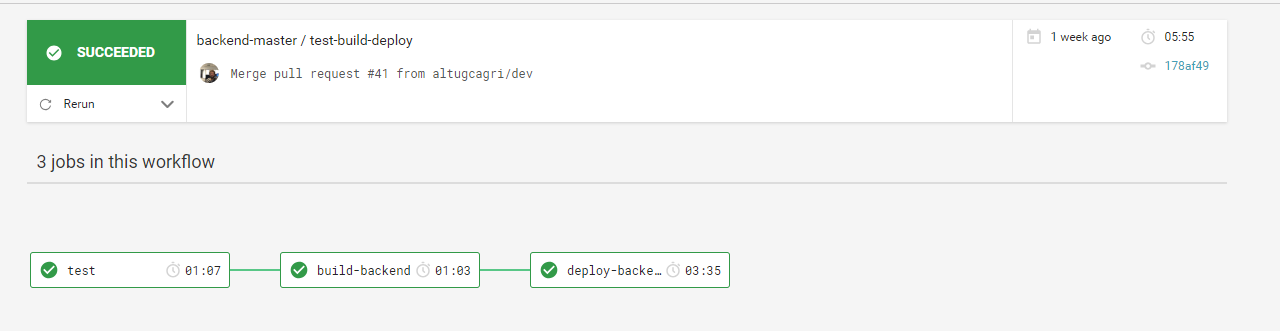 SUCCEEDED
backend-master / test-build-deploy
1 week ago
05:55
Merge pull request #41 from altugcagri/dev
178af49
Rerun
3 jobs in this workflow
test 01:07
build-backend 01:03
deploy-backe… 03:35